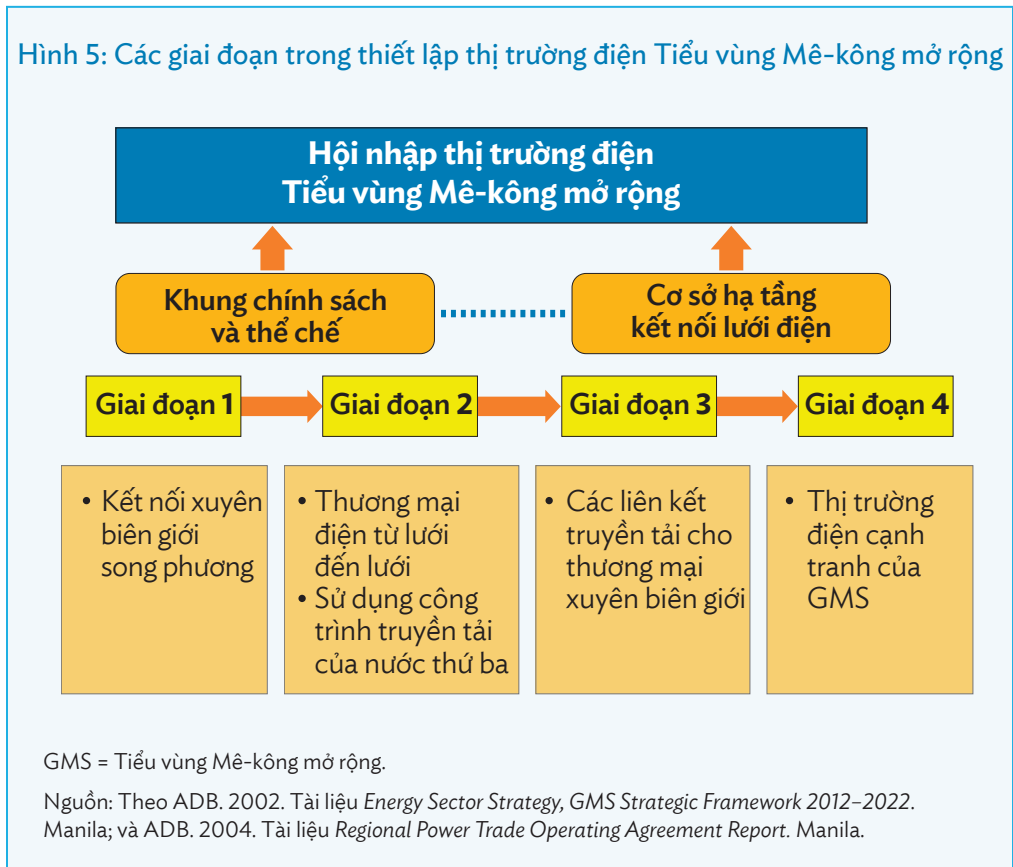 Hình 5: Các giai đoạn trong thiết lập thị trường điện Tiểu vùng Mê-kông mở rộng
Hội nhập thị trường điện
Tiểu vùng Mê-kông mở rộng
Khung chính sách
và thể chế
Cơ sở hạ tầng
kết nối lưới điện
Giai đoạn 1
Giai đoạn 2
Giai đoạn 3
Giai đoạn 4
• Kết nối xuyên
biên giới
song phương
• Thương mại
điện từ lưới
đến lưới
• Sử dụng công
trình truyền tải
của nước thứ ba
• Các liên kết
truyền tải cho
thương mại
xuyên biên giới
• Thị trường
điện cạnh
tranh của
GMS
GMS = Tiểu vùng Mê-kông mở rộng.
Nguồn: Theo ADB. 2002. Tài liệu Energy Sector Strategy, GMS Strategic Framework 2012–2022.
Manila; và ADB. 2004. Tài liệu Regional Power Trade Operating Agreement Report. Manila.